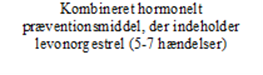 Kombineret hormonelt
præventionsmiddel, der indeholder
levonorgestrel (5-7 hændelser)